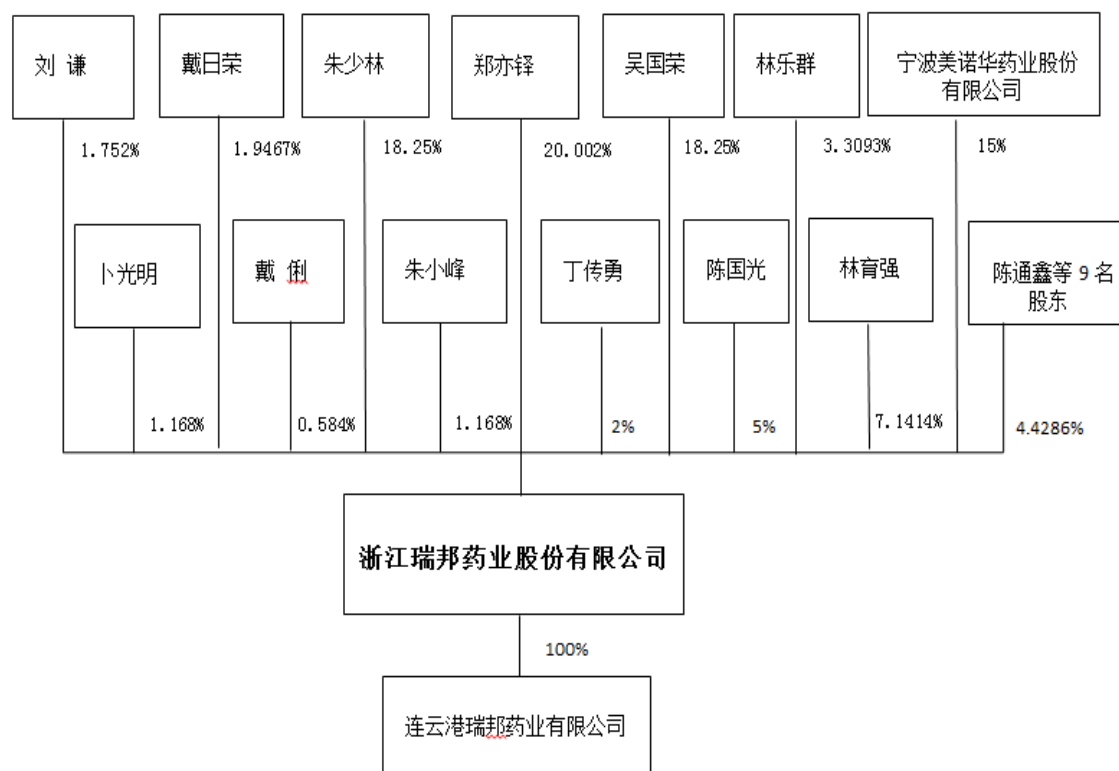 刘 谦
戴日荣
朱少林
郑亦铎
吴国荣
林乐群
宁波美诺华药业股份
有限公司
1.752%
1.9467%
18.25%
20.002%
18.25%
3.3093%
15%
卜光明
戴 俐
朱小峰
丁传勇
陈国光
林育强
陈通鑫等 9 名
股东
1.168%
0.584%
1.168%
2%
5%
7.1414%
4.4286%
浙江瑞邦药业股份有限公司
100%
连云港瑞邦药业有限公司